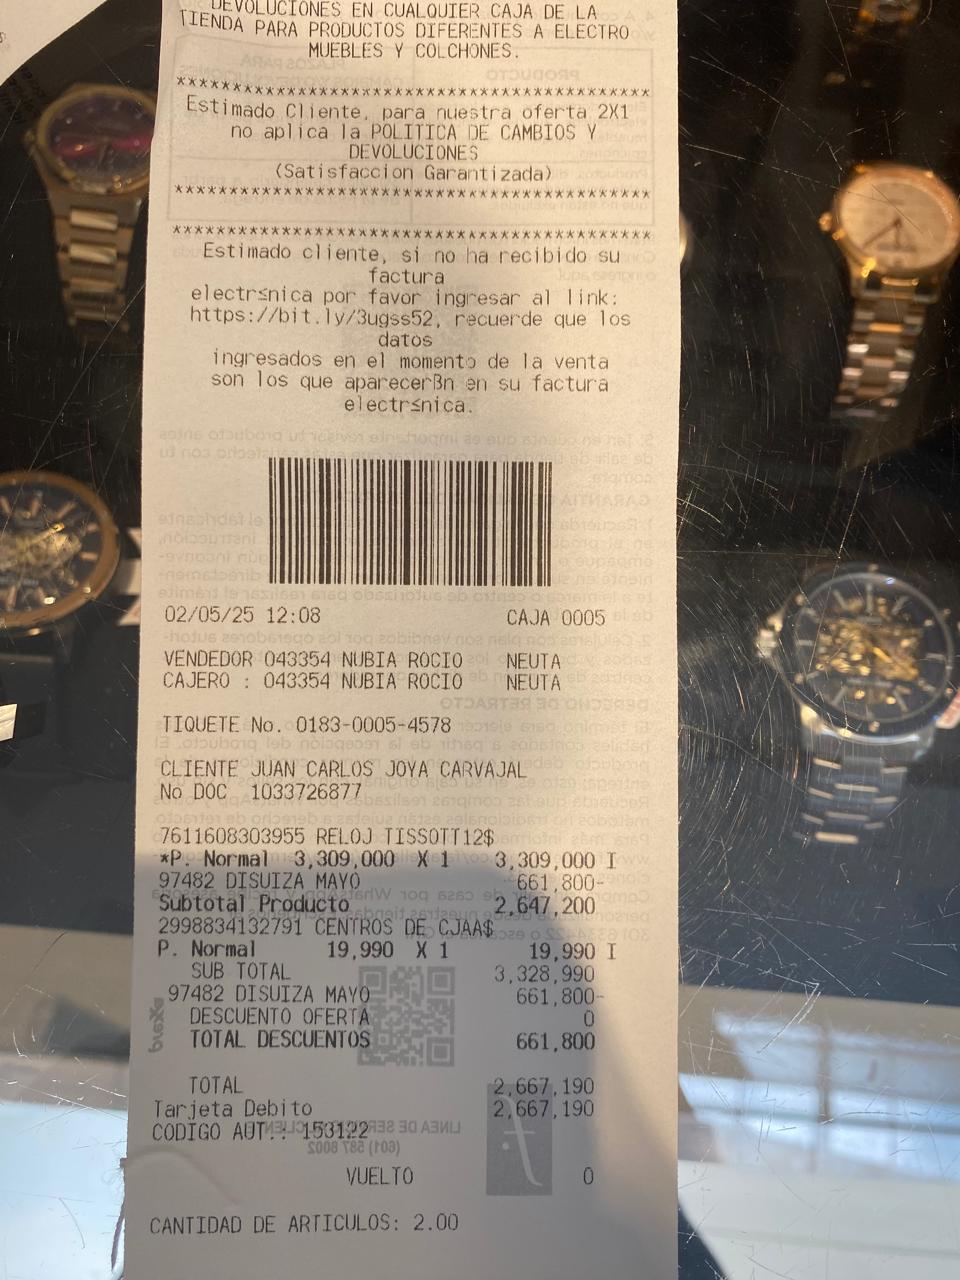 DEVOLUCIONES EN CUALQUIER CAJA DE LA
TIENDA PARA PRODUCTOS DIFERENTES A ELECTRO
MUEBLES Y COLCHONES.
******************************************
Estimado Cliente, para nuestra oferta 2X1
no aplica la POLITICA DE CAMBIOS Y
DEVOLUCIONES
(Satisfaccion Garantizada)
******************************************
******************************************
Estimado cliente, si no ha recibido su
factura
electr≤nica por favor ingresar al link:
https://bit.ly/3ugss52, recuerde que los
datos
ingresados en el momento de la venta
son los que aparecerßn en su factura
electr≤nica.
02/05/25 12:08 CAJA 0005
VENDEDOR 043354 NUBIA ROCIO NEUTA
CAJERO : 043354 NUBIA ROCIO NEUTA
TIQUETE No. 0183-0005-4578
CLIENTE JUAN CARLOS JOYA CARVAJAL
No DOC 1033726877
7611608303955 RELOJ TISSOTT12$
*P. Normal 3,309,000 X 1 3,309,000 I
97482 DISUIZA MAYO 661,800-
Subtotal Producto 2,647,200
2998834132791 CENTROS DE CJAA$
P. Normal 19,990 X 1 19,990 I
SUB TOTAL 3,328,990
97482 DISUIZA MAYO 661,800-
DESCUENTO OFERTA 0
TOTAL DESCUENTOS 661,800
TOTAL 2,667,190
Tarjeta Debito 2,667,190
CODIGO AUT.: 153122
VUELTO 0
CANTIDAD DE ARTICULOS: 2.00